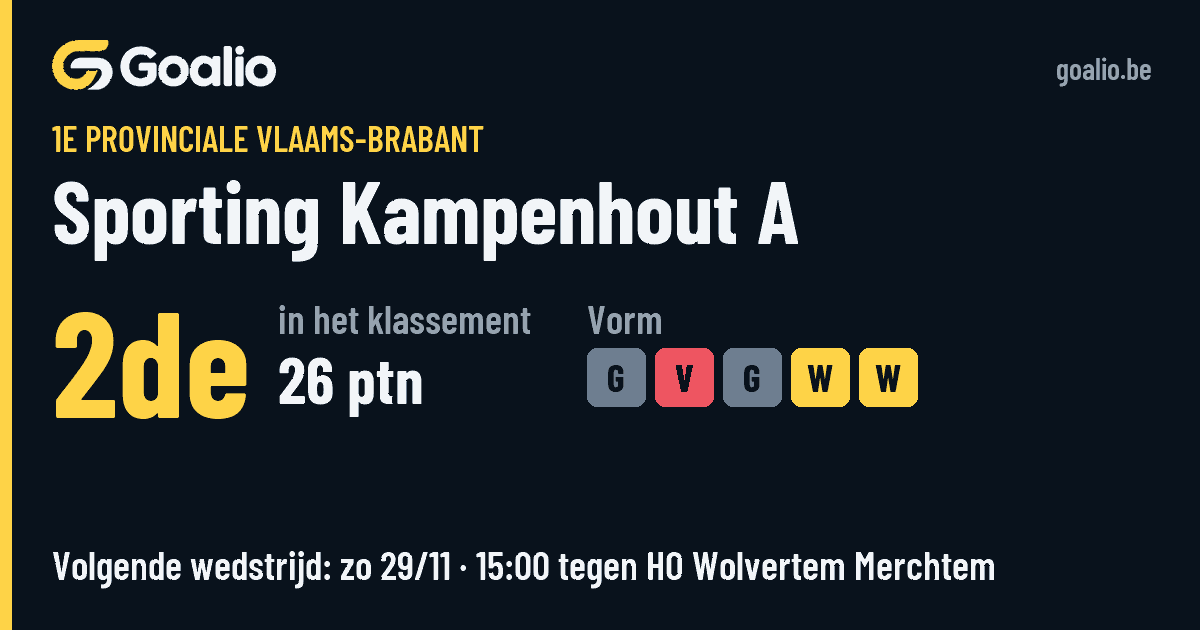 Goalio
goalio.be
1E PROVINCIALE VLAAMS-BRABANT
Sporting Kampenhout A
2de
in het klassement
26 ptn
Vorm
G V G W W
Volgende wedstrijd: zo 29/11 · 15:00 tegen HO Wolvertem Merchtem